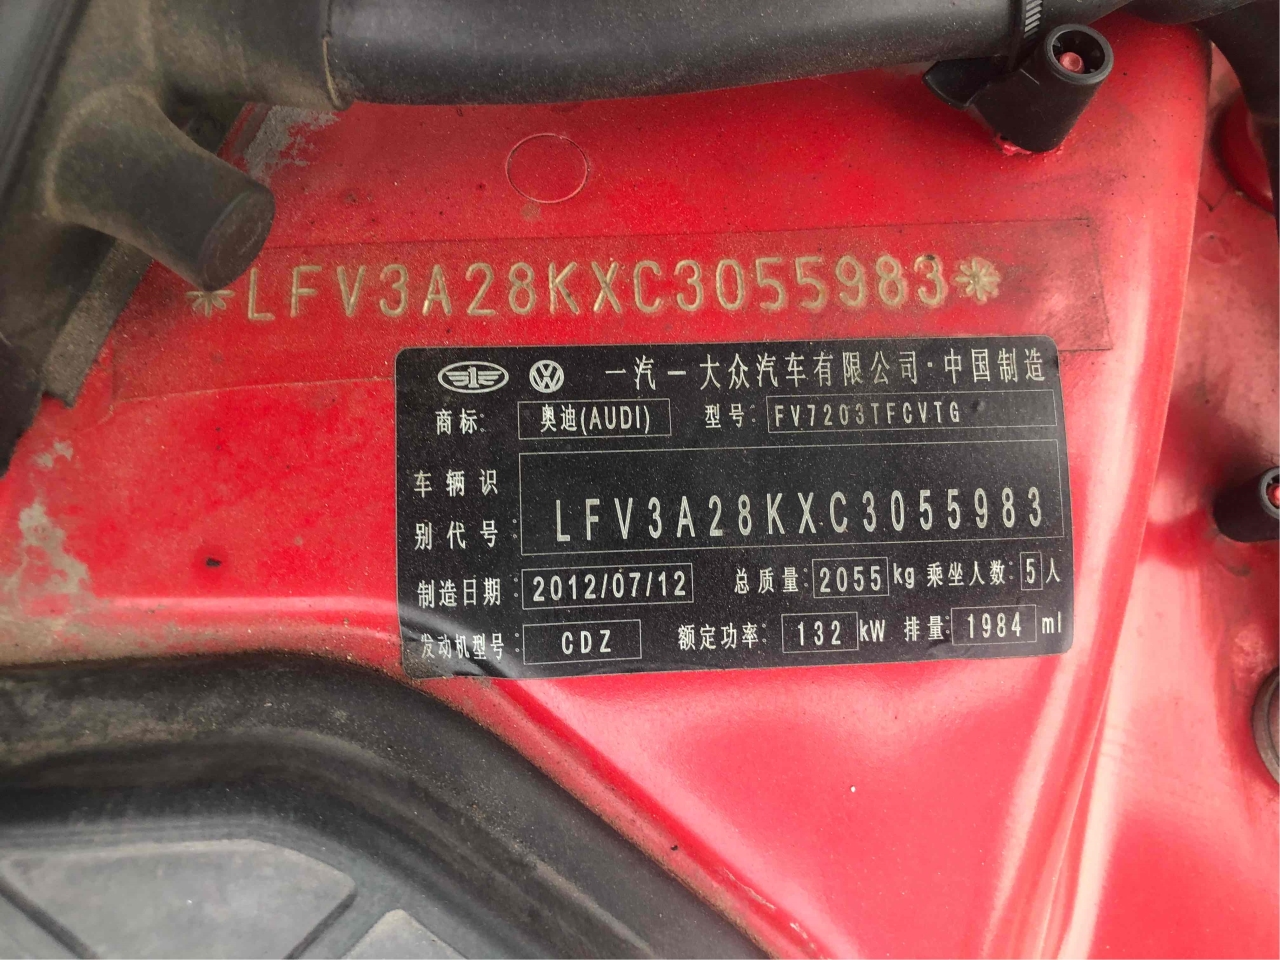 *LFV3A28KXC3055983*
一汽－大众汽车有限公司·中国制造
商标: 奥迪(AUDI) 型号: FV7203TFCVTG
车辆识
别代号: LFV3A28KXC3055983
制造日期: 2012/07/12 总质量: 2055 kg 乘坐人数: 5 人
发动机型号: CDZ 额定功率: 132 kW 排量: 1984 ml